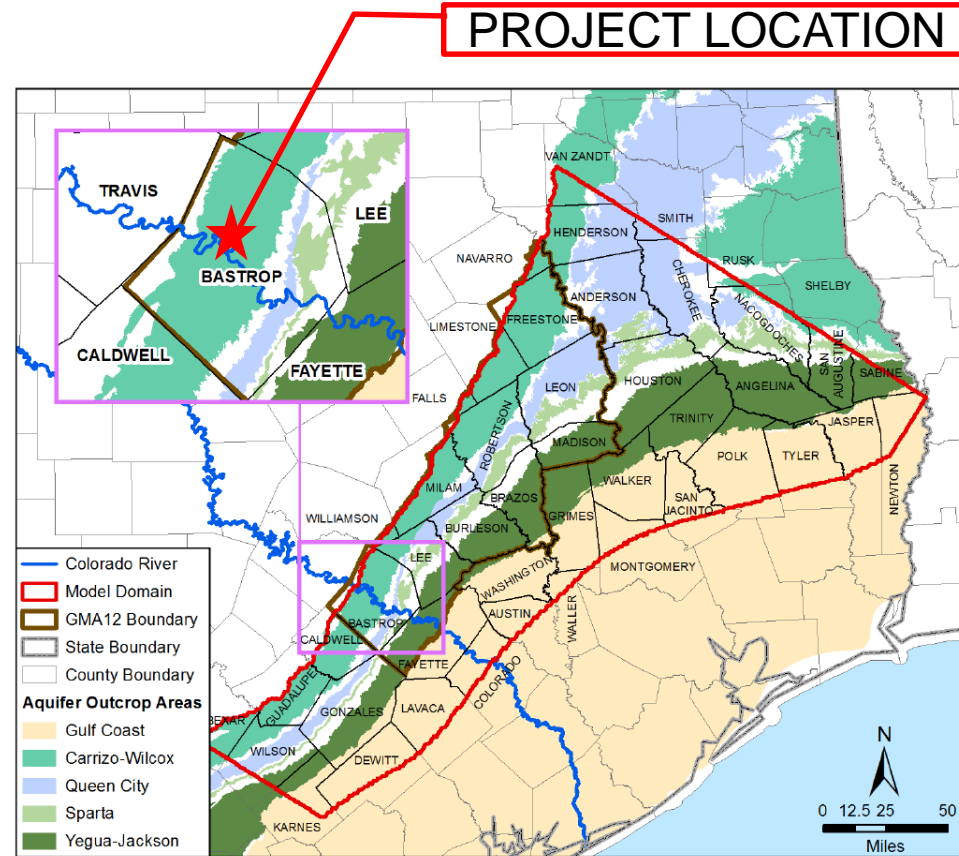 PROJECT LOCATION
TRAVIS
LEE
BASTROP
CALDWELL
FAYETTE
VAN ZANDT
SMITH
HENDERSON
RUSK
NAVARRO
CHEROKEE
SHELBY
ANDERSON
NACOGDOCHES
LIMESTONE
FREESTONE
SAN
AUGUSTINE
SABINE
HOUSTON
LEON
ANGELINA
FALLS
ROBERTSON
TRINITY
JASPER
MADISON
POLK
TYLER
NEWTON
MILAM
WALKER
BRAZOS
SAN
JACINTO
GRIMES
WILLIAMSON
BURLESON
LEE
MONTGOMERY
WASHINGTON
WALLER
AUSTIN
BASTROP
CALDWELL
FAYETTE
COLORADO
GUADALUPE
LAVACA
GONZALES
BEXAR
WILSON
DEWITT
KARNES
Colorado River
Model Domain
GMA12 Boundary
State Boundary
County Boundary
Aquifer Outcrop Areas
Gulf Coast
Carrizo-Wilcox
Queen City
Sparta
Yegua-Jackson
N
0 12.5 25 50
Miles